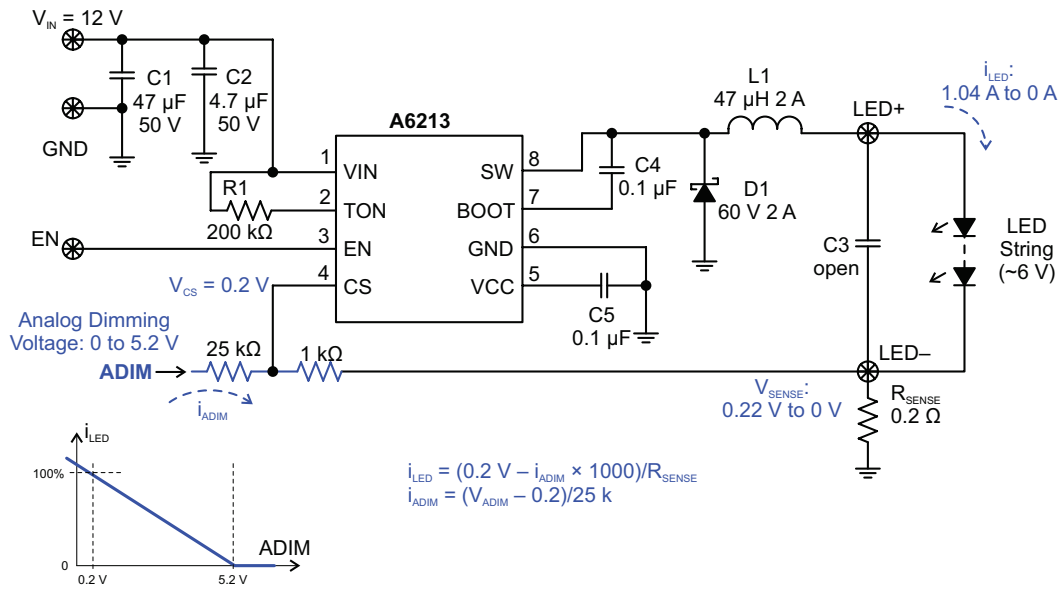 V_IN = 12 V
C1
47 µF
50 V
C2
4.7 µF
50 V
GND
A6213
R1
200 kΩ
EN
1
VIN
2
TON
3
EN
4
CS
SW
8
BOOT
7
GND
6
VCC
5
C4
0.1 µF
C5
0.1 µF
D1
60 V 2 A
L1
47 µH 2 A
LED+
i_LED:
1.04 A to 0 A
C3
open
LED
String
(~6 V)
V_CS = 0.2 V
Analog Dimming
Voltage: 0 to 5.2 V
ADIM
25 kΩ
1 kΩ
i_ADIM
LED–
V_SENSE:
0.22 V to 0 V
R_SENSE
0.2 Ω
i_LED
100%
0
0.2 V
5.2 V
ADIM
i_LED = (0.2 V – i_ADIM × 1000)/R_SENSE
i_ADIM = (V_ADIM – 0.2)/25 k